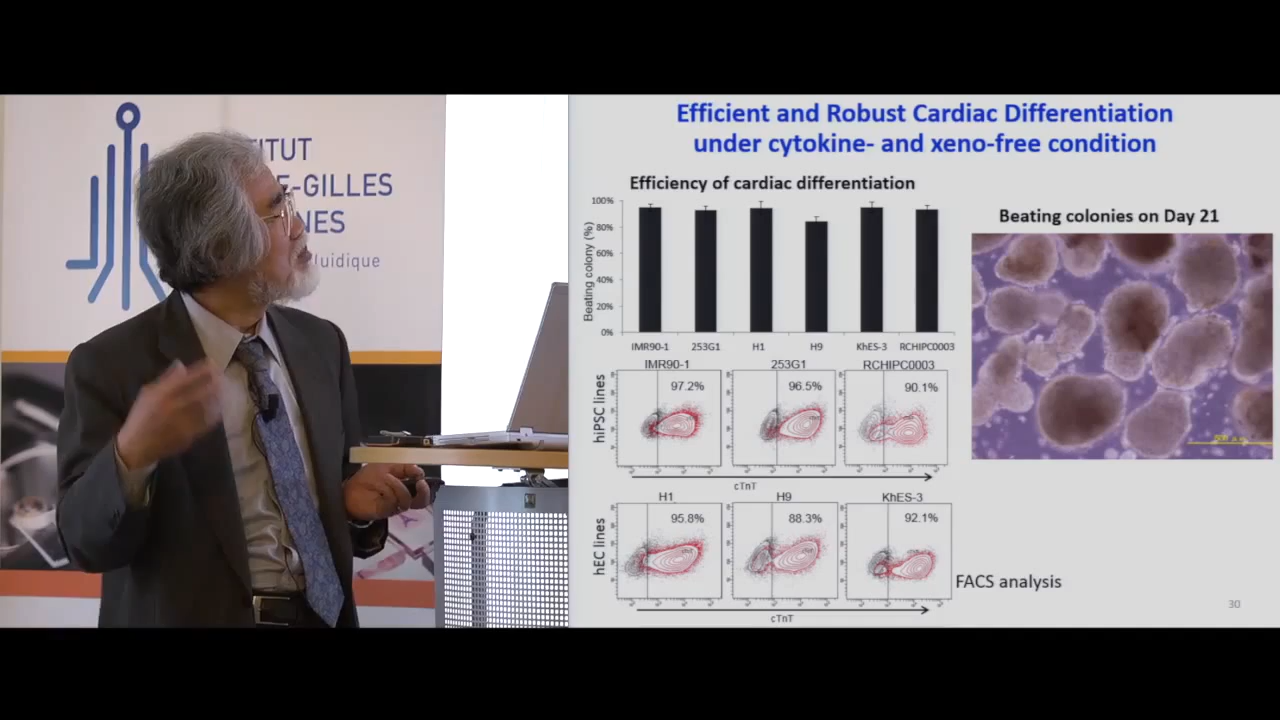 TITUT
E-GILLES
NES
luidique
Efficient and Robust Cardiac Differentiation
under cytokine- and xeno-free condition
Efficiency of cardiac differentiation
Beating colony (%)
100%
80%
60%
40%
20%
0%
IMR90-1 253G1 H1 H9 KhES-3 RCHIPC0003
Beating colonies on Day 21
hiPSC lines
IMR90-1 253G1 RCHIPC0003
97.2% 96.5% 90.1%
cTnT
hEC lines
H1 H9 KhES-3
95.8% 88.3% 92.1%
cTnT
FACS analysis
30